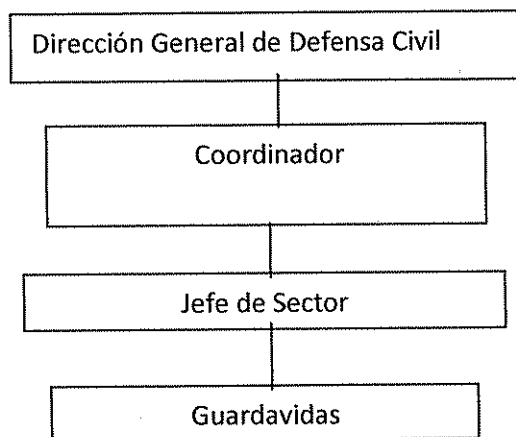 Dirección General de Defensa Civil
Coordinador
Jefe de Sector
Guardavidas